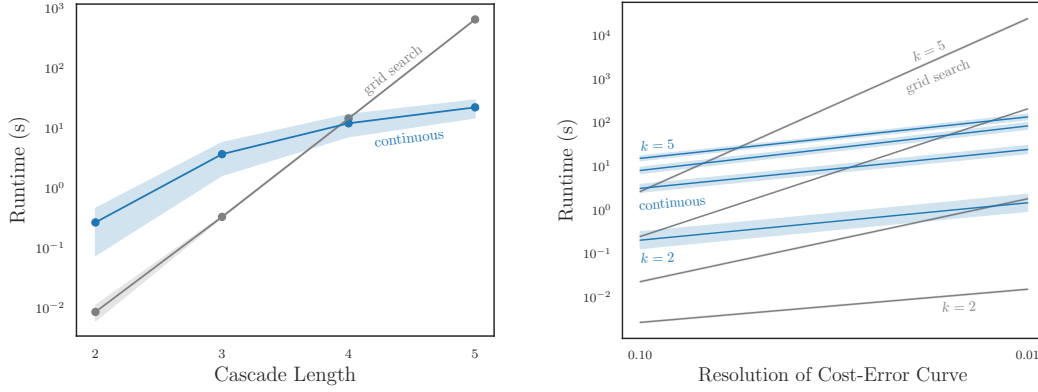 10³
10²
10¹
10⁰
10⁻¹
10⁻²
Runtime (s)
grid search
continuous
2
3
4
5
Cascade Length
10⁴
10³
10²
10¹
10⁰
10⁻¹
10⁻²
Runtime (s)
k = 5
grid search
k = 5
continuous
k = 2
k = 2
0.10
0.01
Resolution of Cost-Error Curve